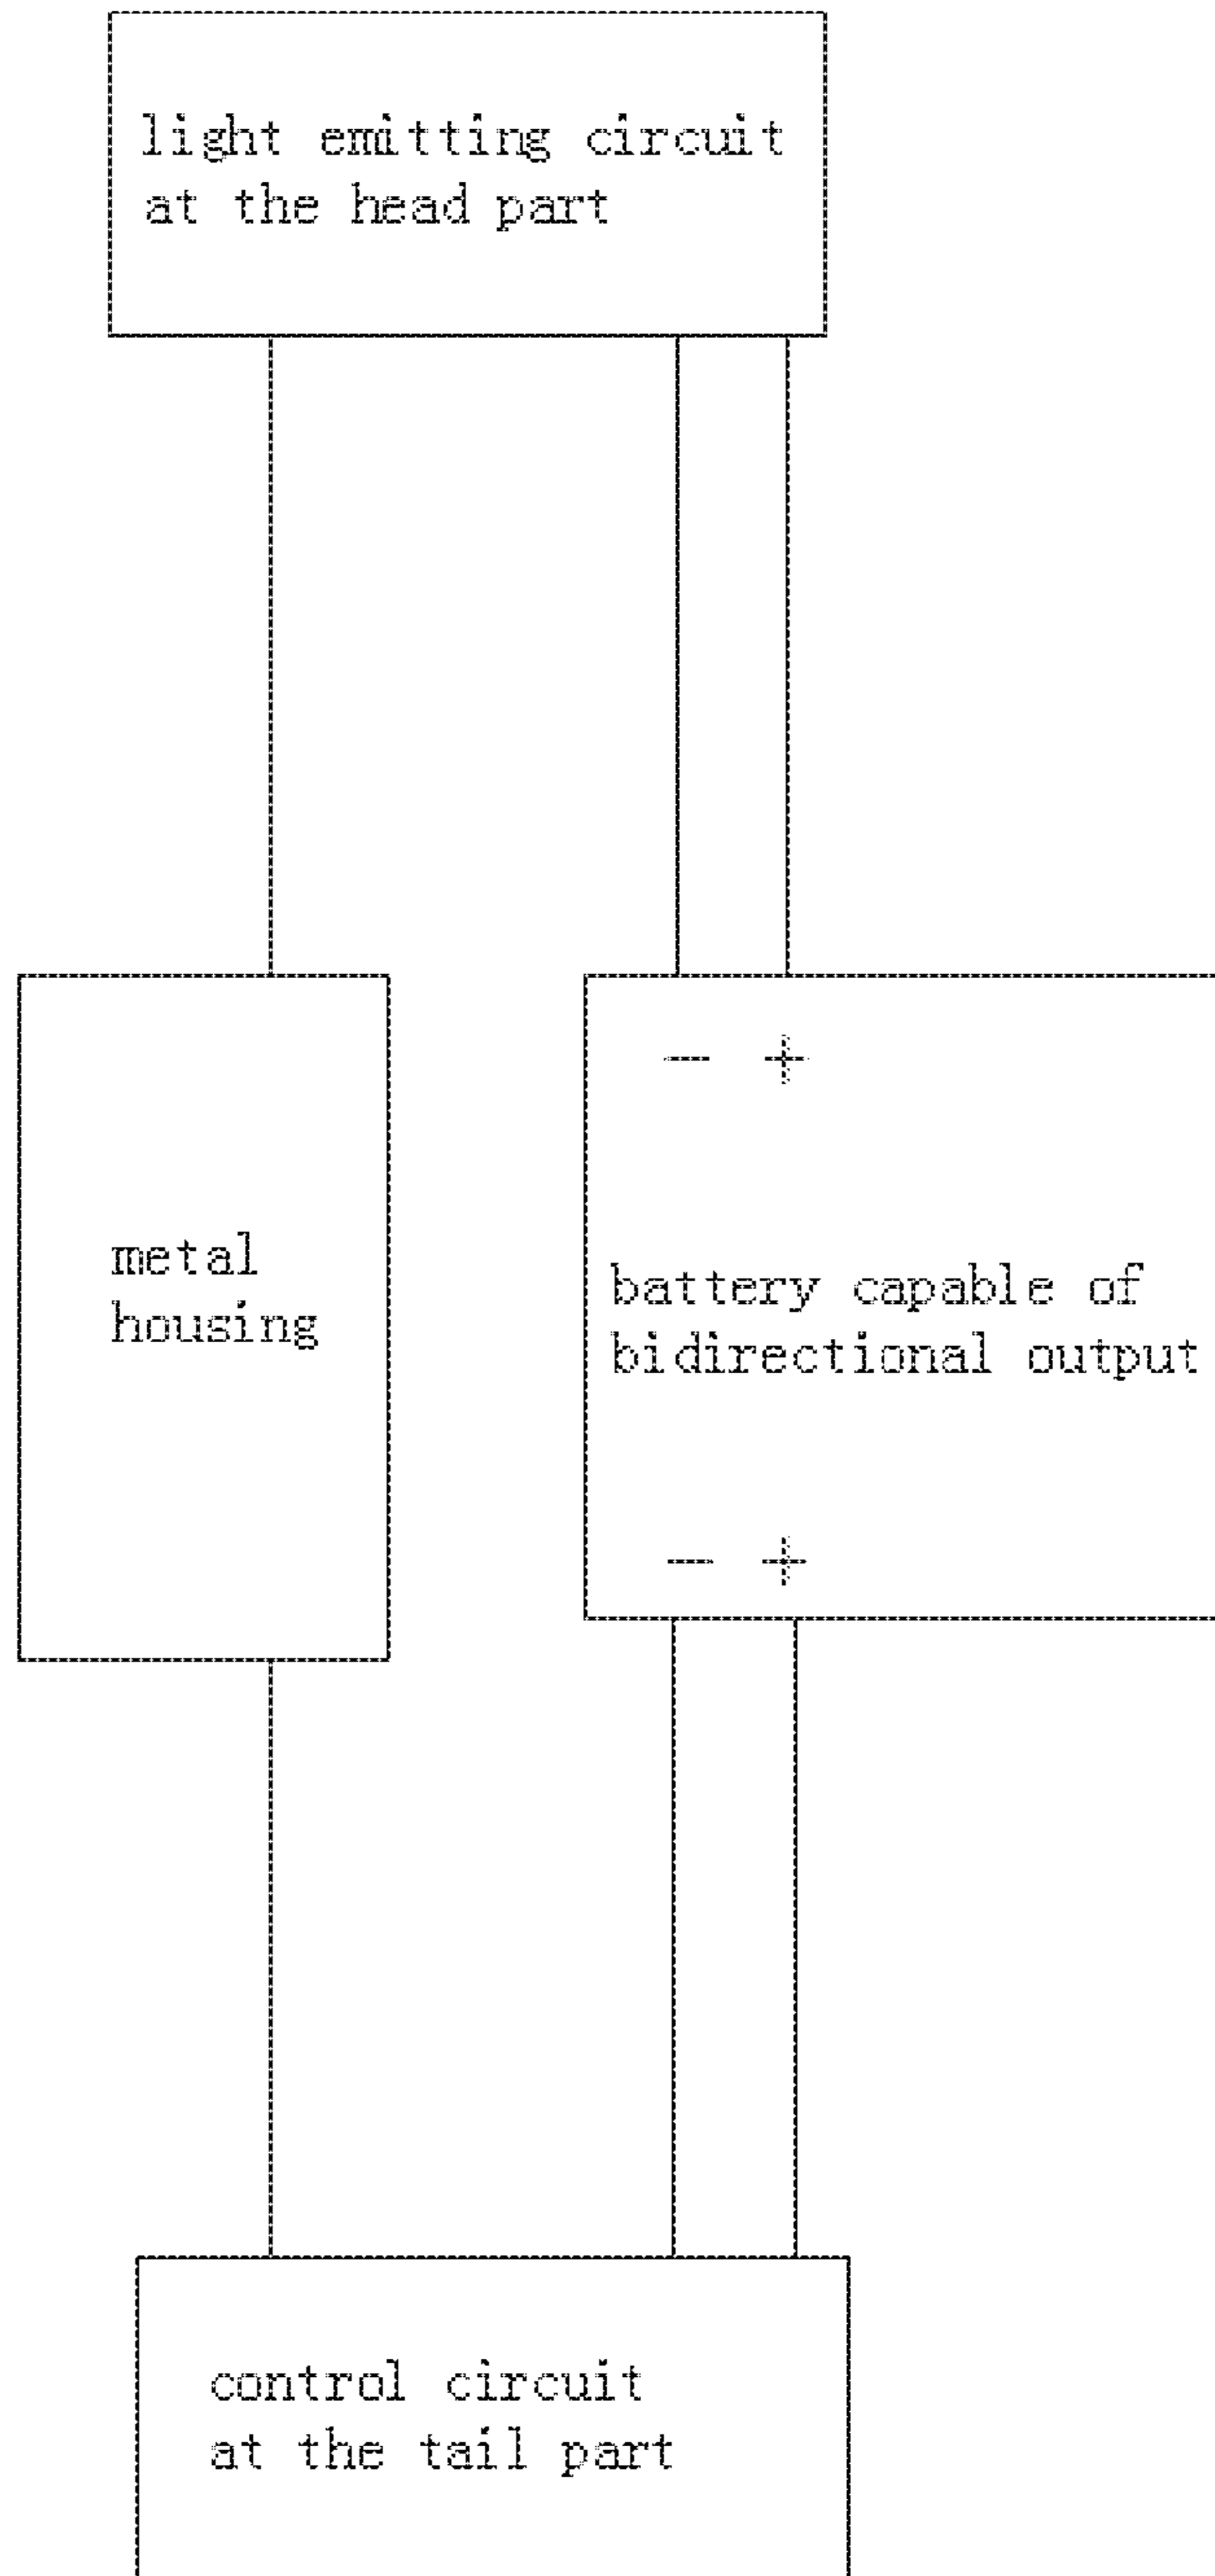 light emitting circuit
at the head part
— +
metal
housing
battery capable of
bidirectional output
— +
control circuit
at the tail part